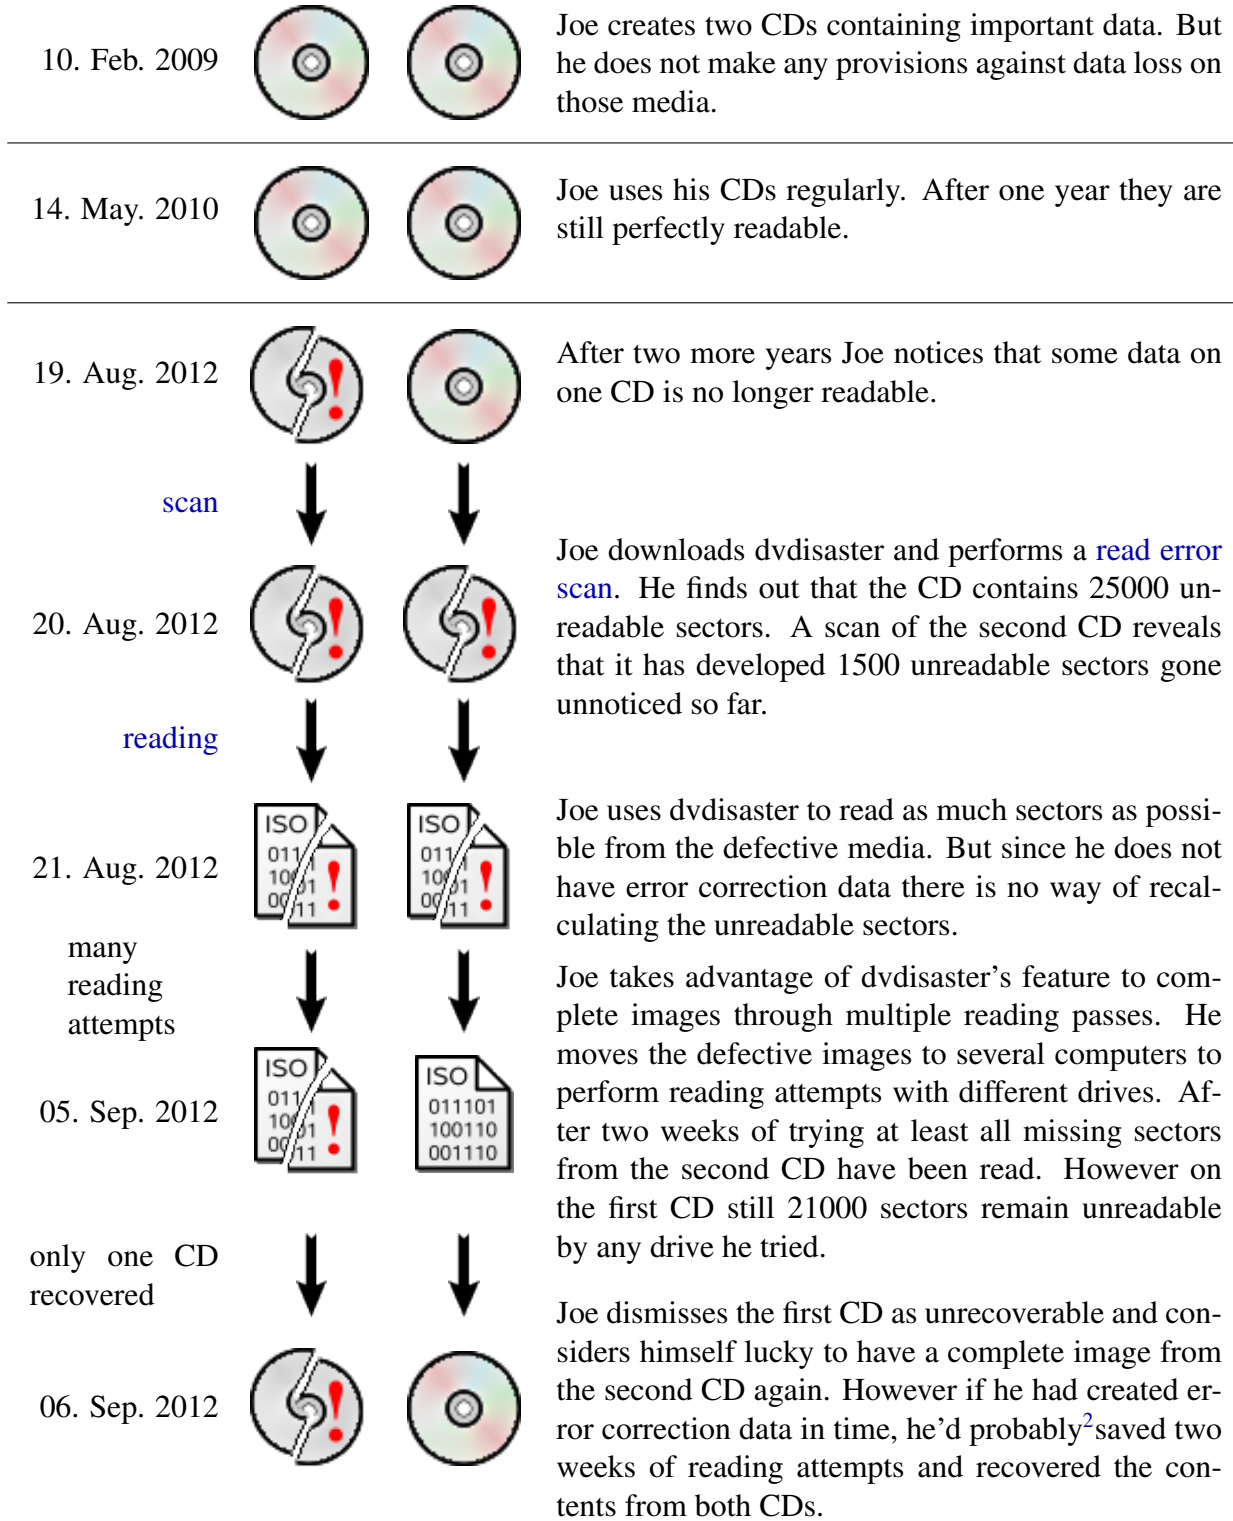 10. Feb. 2009
Joe creates two CDs containing important data. But
he does not make any provisions against data loss on
those media.
14. May. 2010
Joe uses his CDs regularly. After one year they are
still perfectly readable.
19. Aug. 2012
After two more years Joe notices that some data on
one CD is no longer readable.
scan
20. Aug. 2012
Joe downloads dvdisaster and performs a read error
scan. He finds out that the CD contains 25000 un-
readable sectors. A scan of the second CD reveals
that it has developed 1500 unreadable sectors gone
unnoticed so far.
reading
21. Aug. 2012
ISO
ISO
Joe uses dvdisaster to read as much sectors as possi-
ble from the defective media. But since he does not
have error correction data there is no way of recal-
culating the unreadable sectors.
many
reading
attempts
05. Sep. 2012
ISO
ISO
011101
100110
001110
Joe takes advantage of dvdisaster's feature to com-
plete images through multiple reading passes. He
moves the defective images to several computers to
perform reading attempts with different drives. Af-
ter two weeks of trying at least all missing sectors
from the second CD have been read. However on
the first CD still 21000 sectors remain unreadable
by any drive he tried.
only one CD
recovered
06. Sep. 2012
Joe dismisses the first CD as unrecoverable and con-
siders himself lucky to have a complete image from
the second CD again. However if he had created er-
ror correction data in time, he'd probably²saved two
weeks of reading attempts and recovered the con-
tents from both CDs.